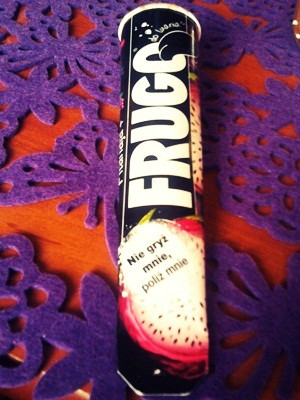 FRUGO
Nie gryź
mnie,
poliż mnie